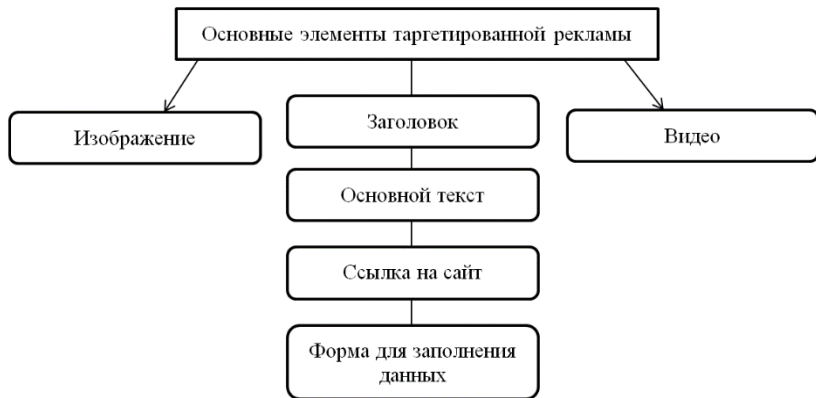 Основные элементы таргетированной рекламы
Изображение
Заголовок
Видео
Основной текст
Ссылка на сайт
Форма для заполнения
данных